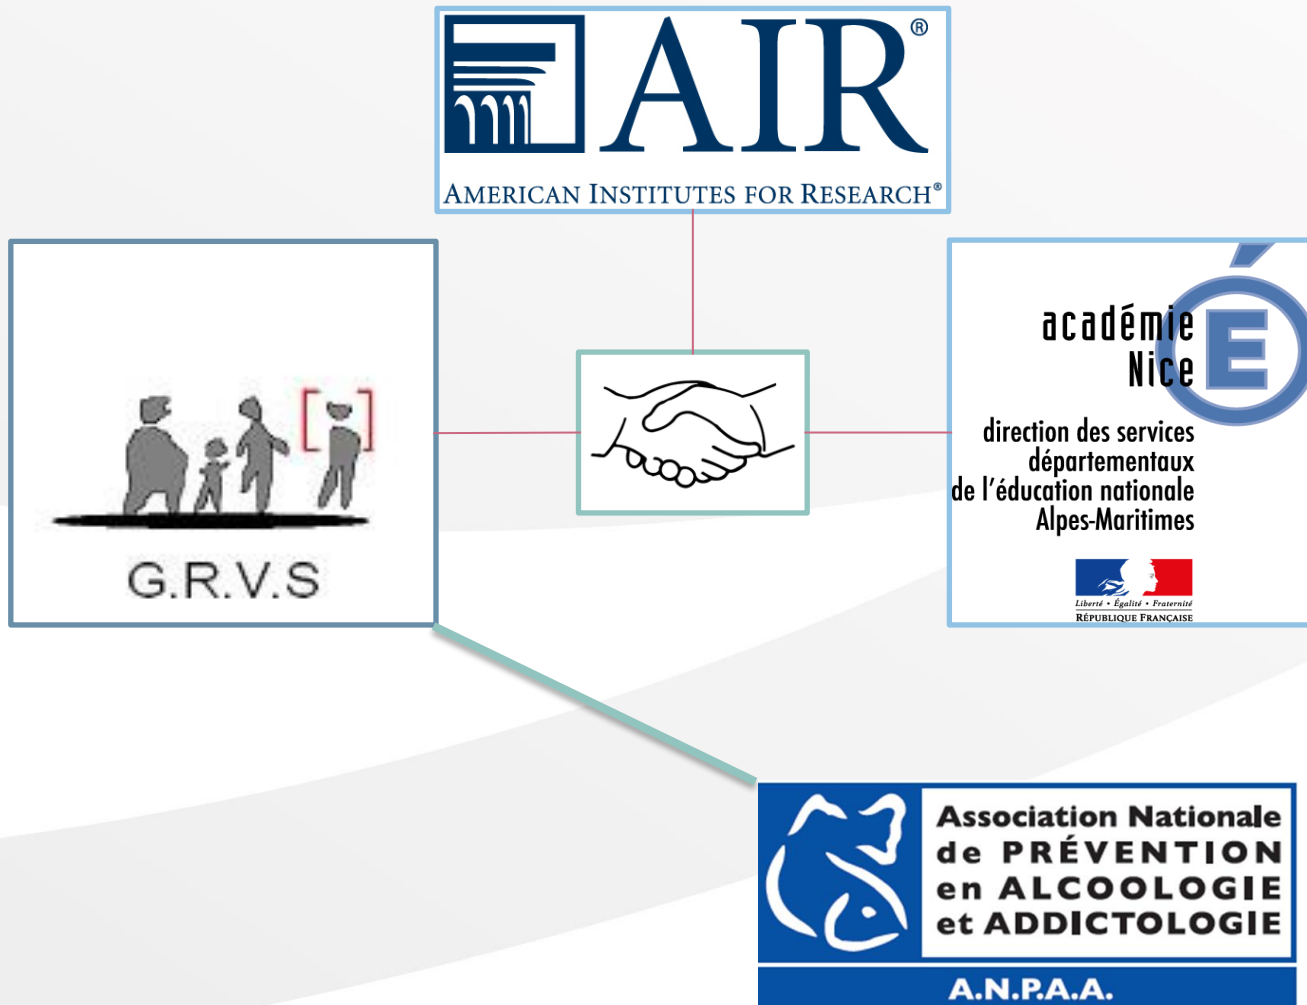 AIR®
AMERICAN INSTITUTES FOR RESEARCH®
G.R.V.S
académie
Nice
É
direction des services
départementaux
de l'éducation nationale
Alpes-Maritimes
Liberté • Égalité • Fraternité
RÉPUBLIQUE FRANÇAISE
Association Nationale
de PRÉVENTION
en ALCOOLOGIE
et ADDICTOLOGIE
A.N.P.A.A.